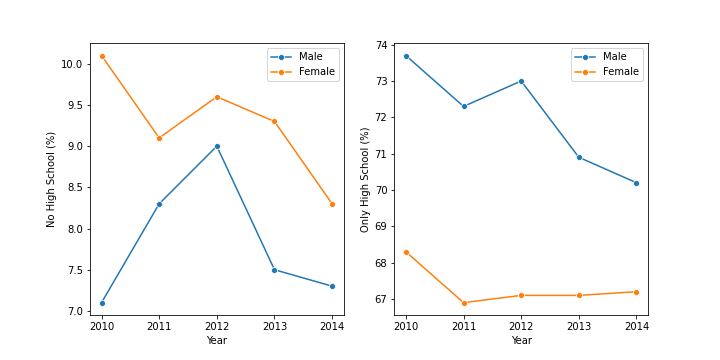 No High School (%)
10.0
9.5
9.0
8.5
8.0
7.5
7.0
2010 2011 2012 2013 2014
Year
Male
Female
Only High School (%)
74
73
72
71
70
69
68
67
2010 2011 2012 2013 2014
Year
Male
Female